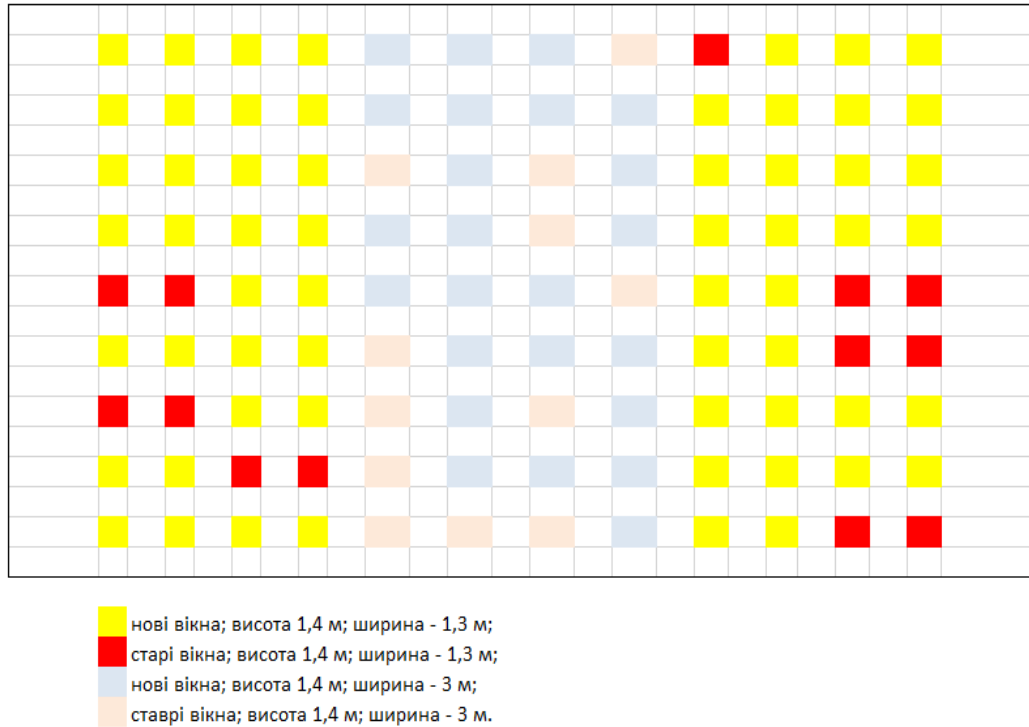 нові вікна; висота 1,4 м; ширина - 1,3 м;
старі вікна; висота 1,4 м; ширина - 1,3 м;
нові вікна; висота 1,4 м; ширина - 3 м;
ставрі вікна; висота 1,4 м; ширина - 3 м.